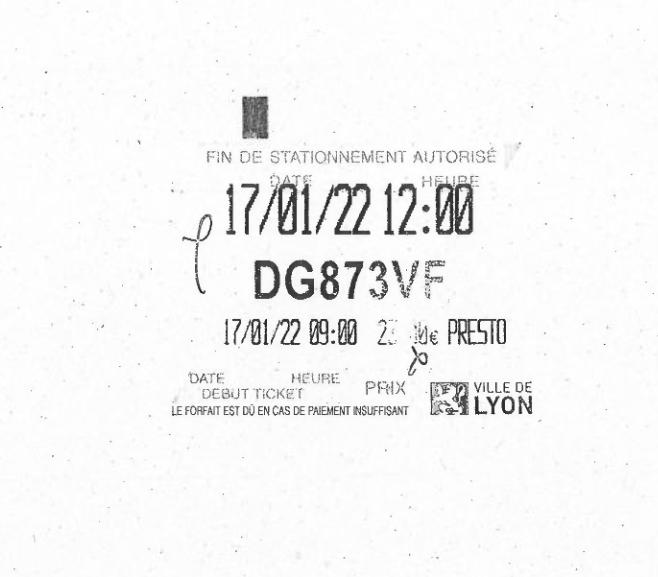 FIN DE STATIONNEMENT AUTORISÉ
DATE HEURE
17/01/22 12:00
DG873VF
17/01/22 09:00 € PRESTO
DATE HEURE
DEBUT TICKET PRIX
LE FORFAIT EST DÛ EN CAS DE PAIEMENT INSUFFISANT
VILLE DE
LYON